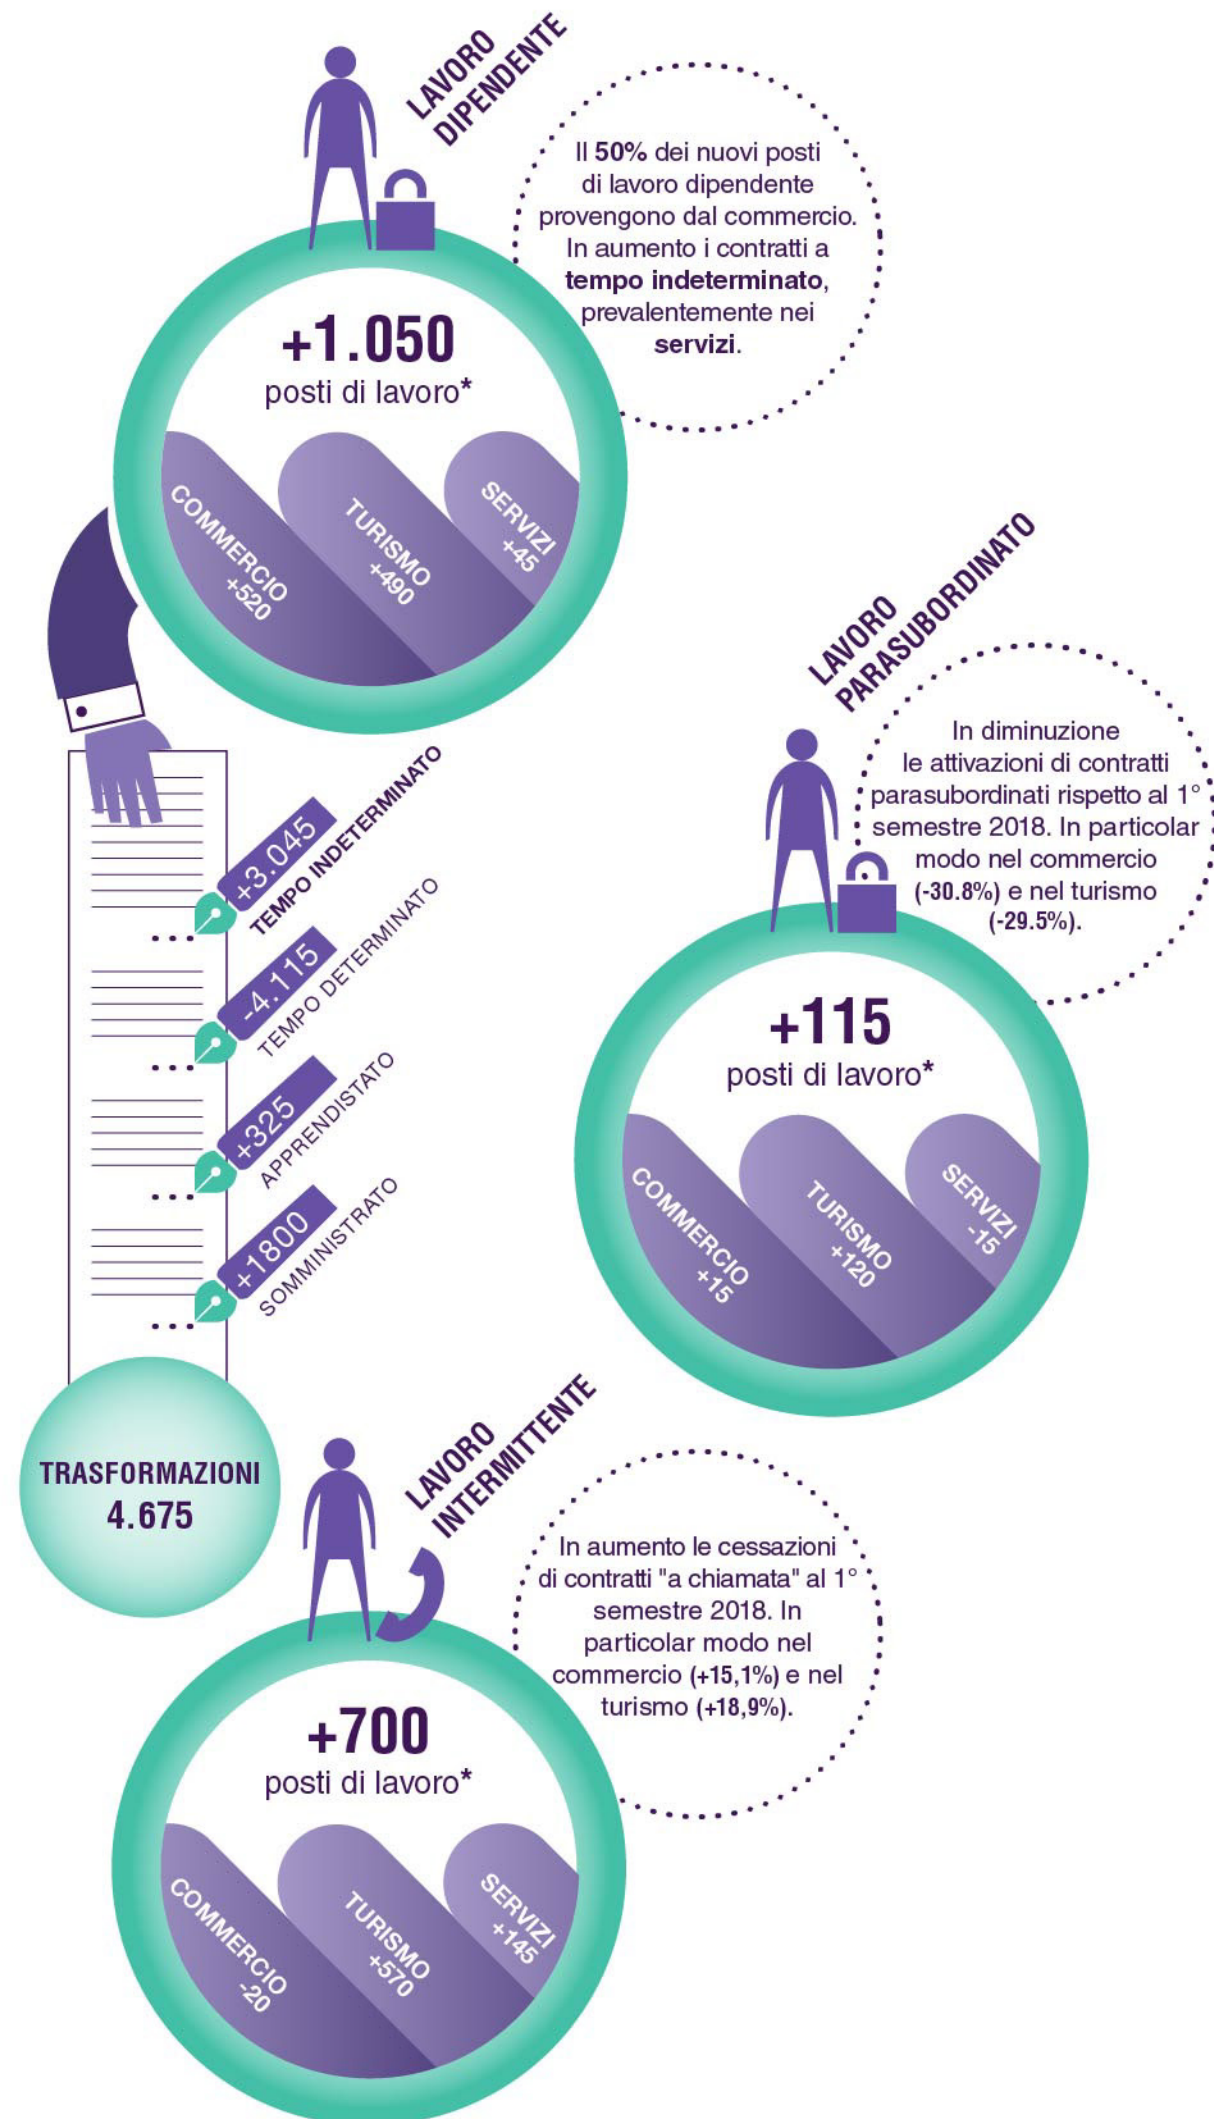 LAVORO
DIPENDENTE
Il 50% dei nuovi posti
di lavoro dipendente
provengono dal commercio.
In aumento i contratti a
tempo indeterminato,
prevalentemente nei
servizi.
+1.050
posti di lavoro*
COMMERCIO
+520
TURISMO
+490
SERVIZI
+45
+3.045
TEMPO INDETERMINATO
-4.115
TEMPO DETERMINATO
+325
APPRENDISTATO
+1800
SOMMINISTRATO
TRASFORMAZIONI
4.675
LAVORO
PARASUBORDINATO
In diminuzione
le attivazioni di contratti
parasubordinati rispetto al 1°
semestre 2018. In particolar
modo nel commercio
(-30.8%) e nel turismo
(-29.5%).
+115
posti di lavoro*
COMMERCIO
+15
TURISMO
+120
SERVIZI
-15
LAVORO
INTERMITTENTE
In aumento le cessazioni
di contratti "a chiamata" al 1°
semestre 2018. In
particolar modo nel
commercio (+15,1%) e nel
turismo (+18,9%).
+700
posti di lavoro*
COMMERCIO
-20
TURISMO
+570
SERVIZI
+145